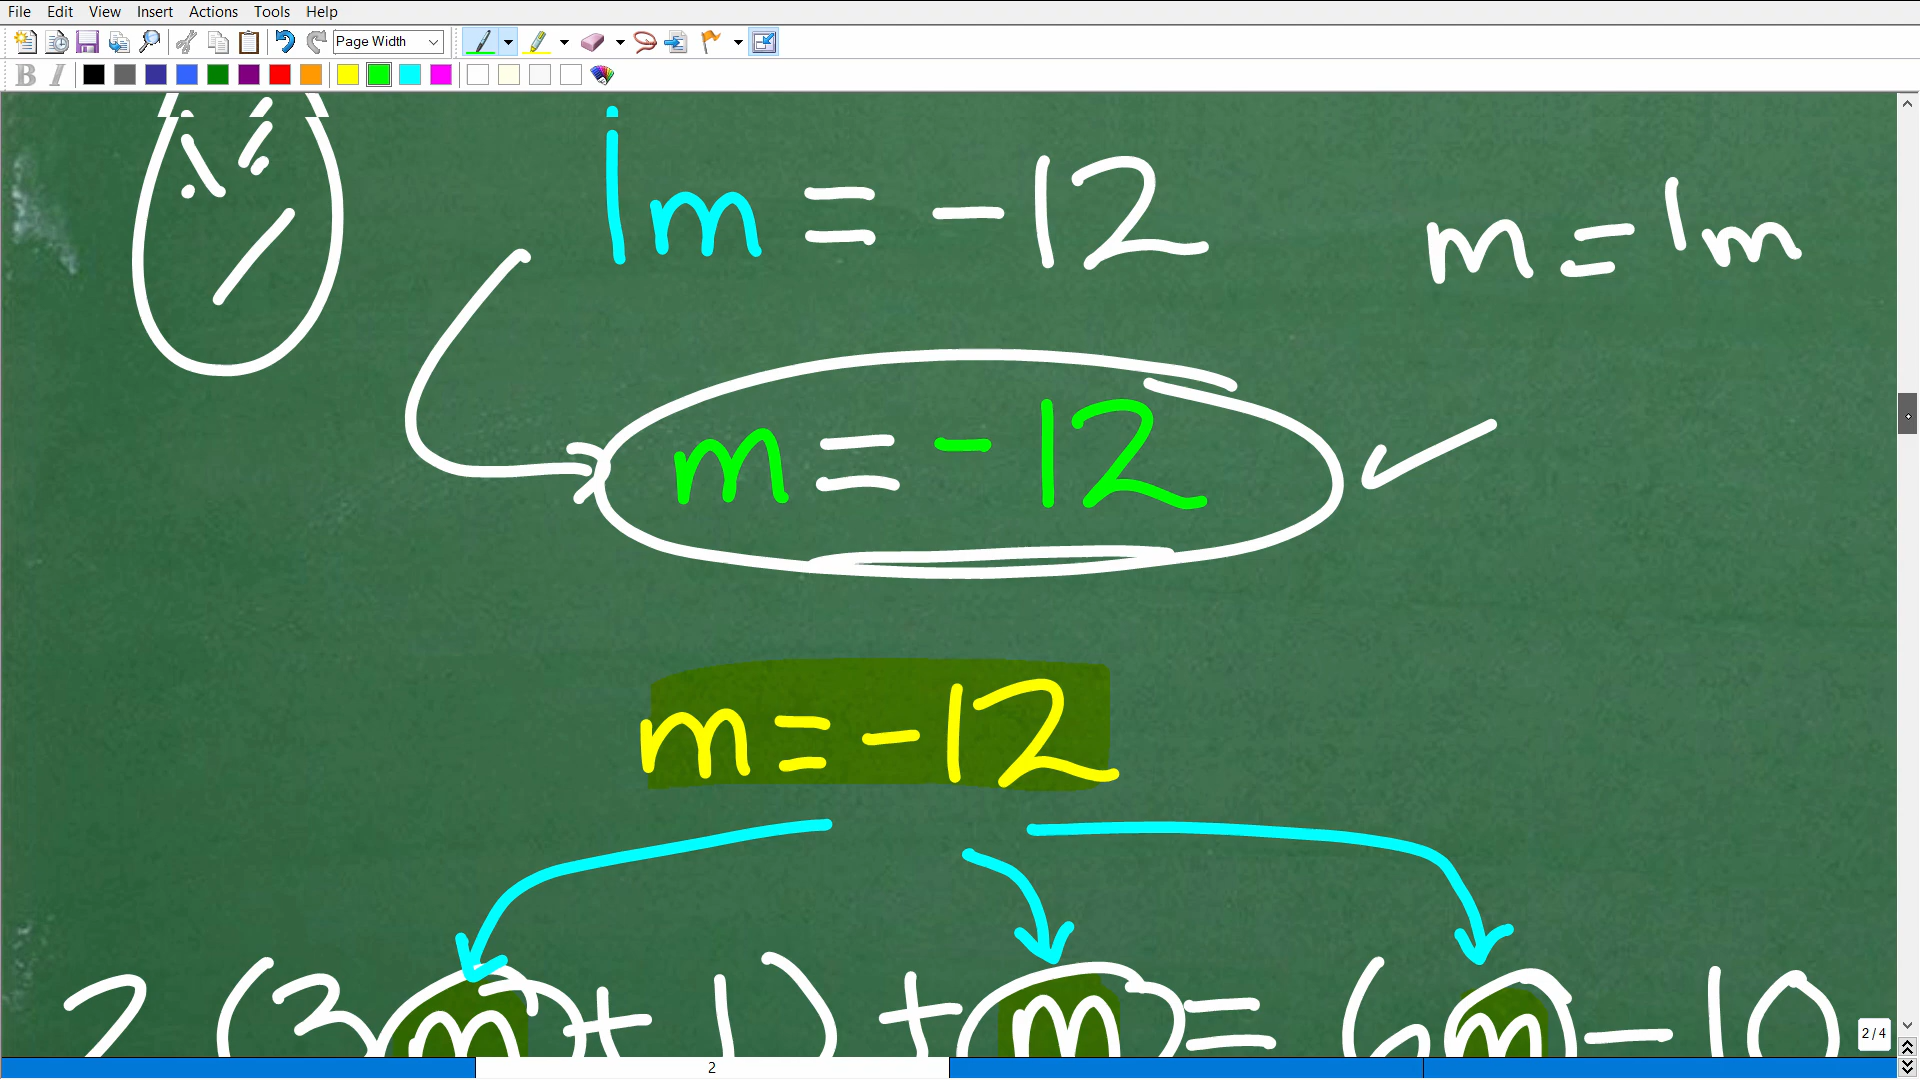 File Edit View Insert Actions Tools Help
Page Width
B I
1m = -12
m = 1m
m = -12
m = -12
2(3m + 1) + m = 6m - 10
2 / 4
2